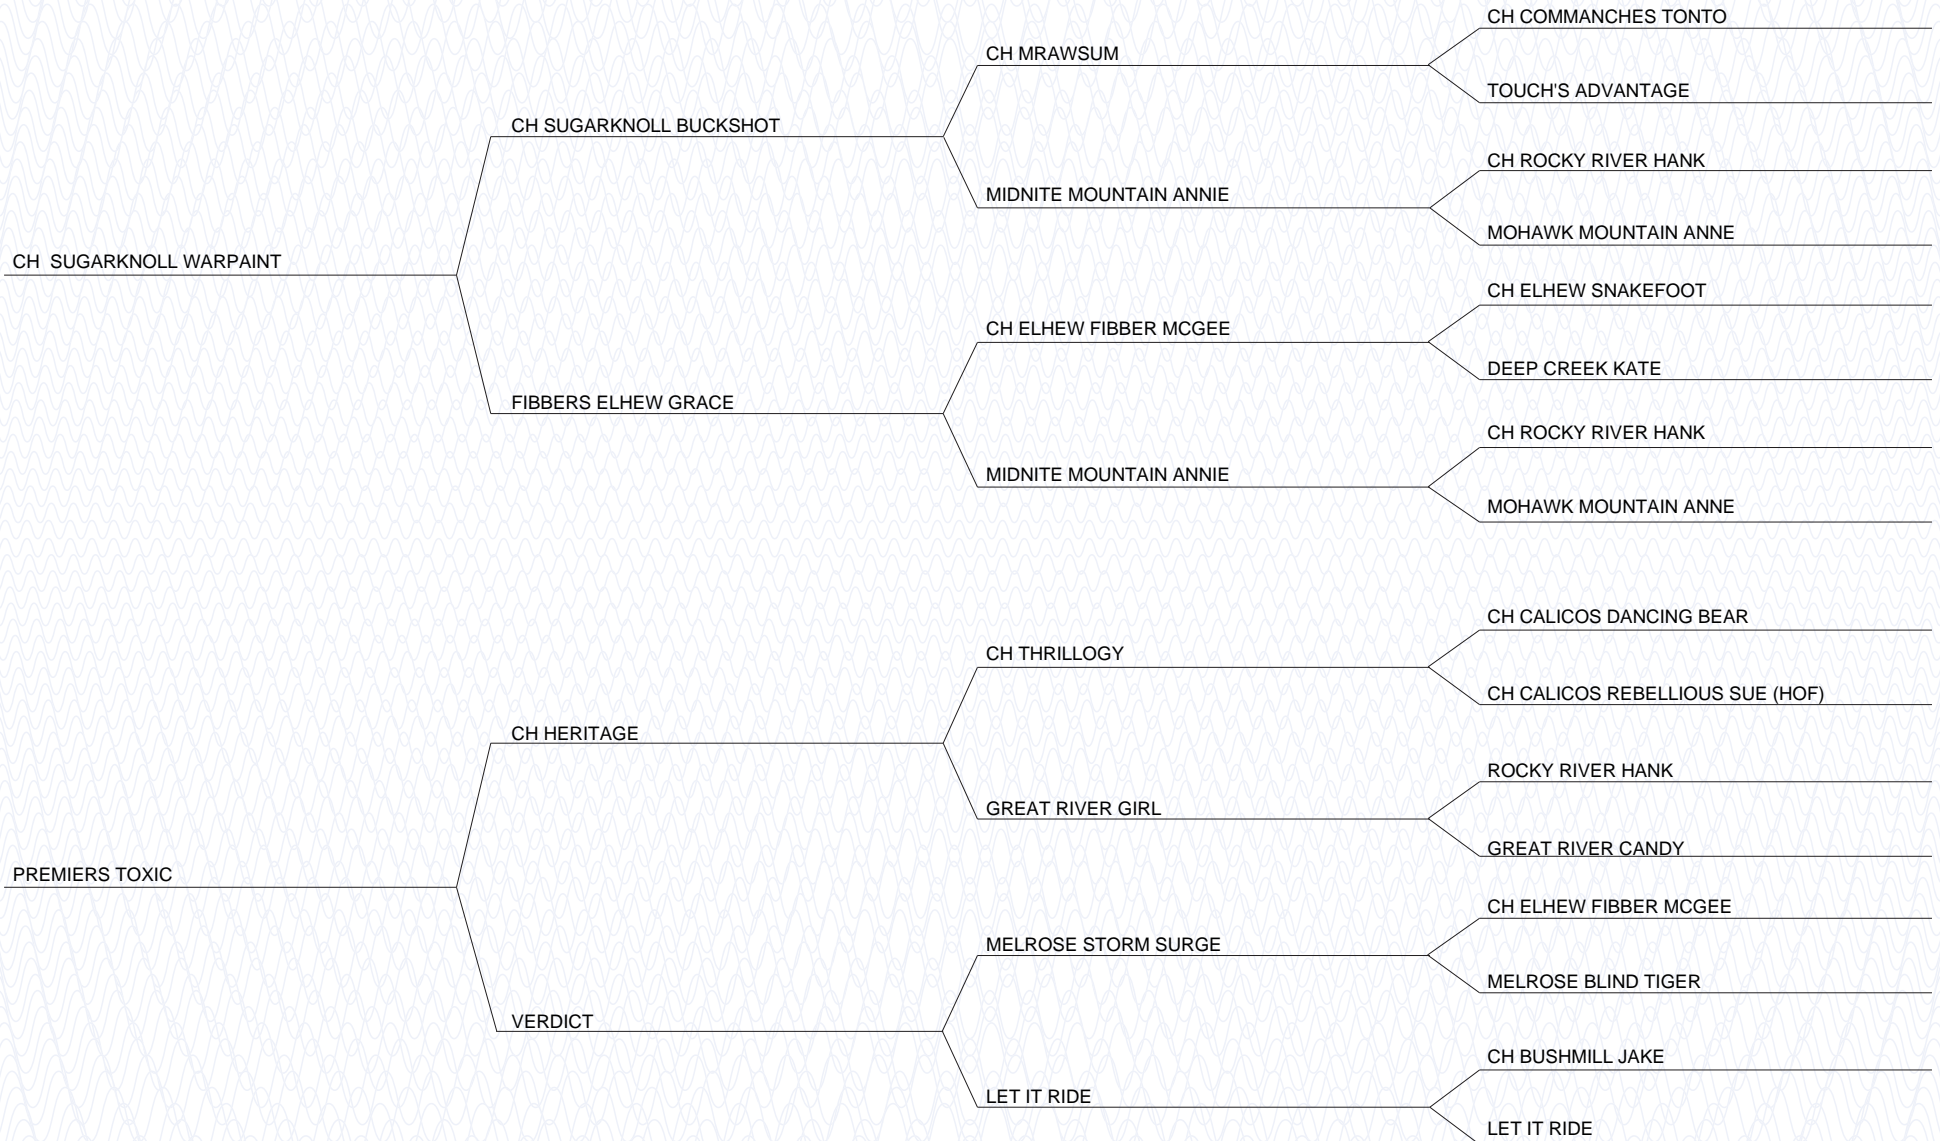 CH COMMANCHES TONTO
CH MRAWSUM
TOUCH'S ADVANTAGE
CH SUGARKNOLL BUCKSHOT
CH ROCKY RIVER HANK
MIDNITE MOUNTAIN ANNIE
MOHAWK MOUNTAIN ANNE
CH  SUGARKNOLL WARPAINT
CH ELHEW SNAKEFOOT
CH ELHEW FIBBER MCGEE
DEEP CREEK KATE
FIBBERS ELHEW GRACE
CH ROCKY RIVER HANK
MIDNITE MOUNTAIN ANNIE
MOHAWK MOUNTAIN ANNE
CH CALICOS DANCING BEAR
CH THRILLOGY
CH CALICOS REBELLIOUS SUE (HOF)
CH HERITAGE
ROCKY RIVER HANK
GREAT RIVER GIRL
GREAT RIVER CANDY
PREMIERS TOXIC
CH ELHEW FIBBER MCGEE
MELROSE STORM SURGE
MELROSE BLIND TIGER
VERDICT
CH BUSHMILL JAKE
LET IT RIDE
LET IT RIDE